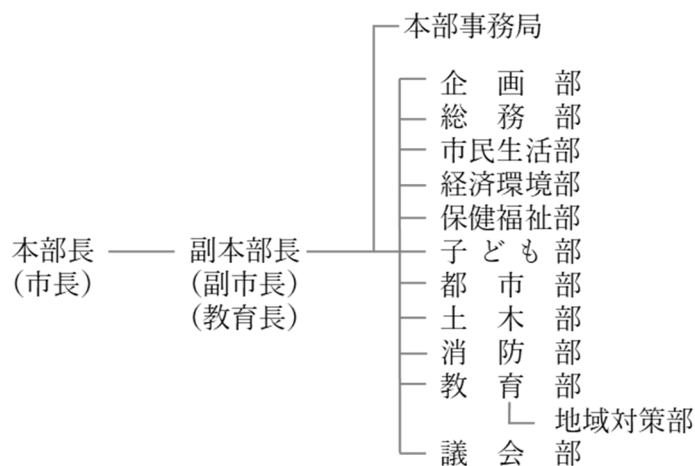 本部事務局
企画部
総務部
市民生活部
経済環境部
保健福祉部
本部長
(市長)
副本部長
(副市長)
(教育長)
子ども部
都市部
土木部
消防部
教育部
地域対策部
議会部